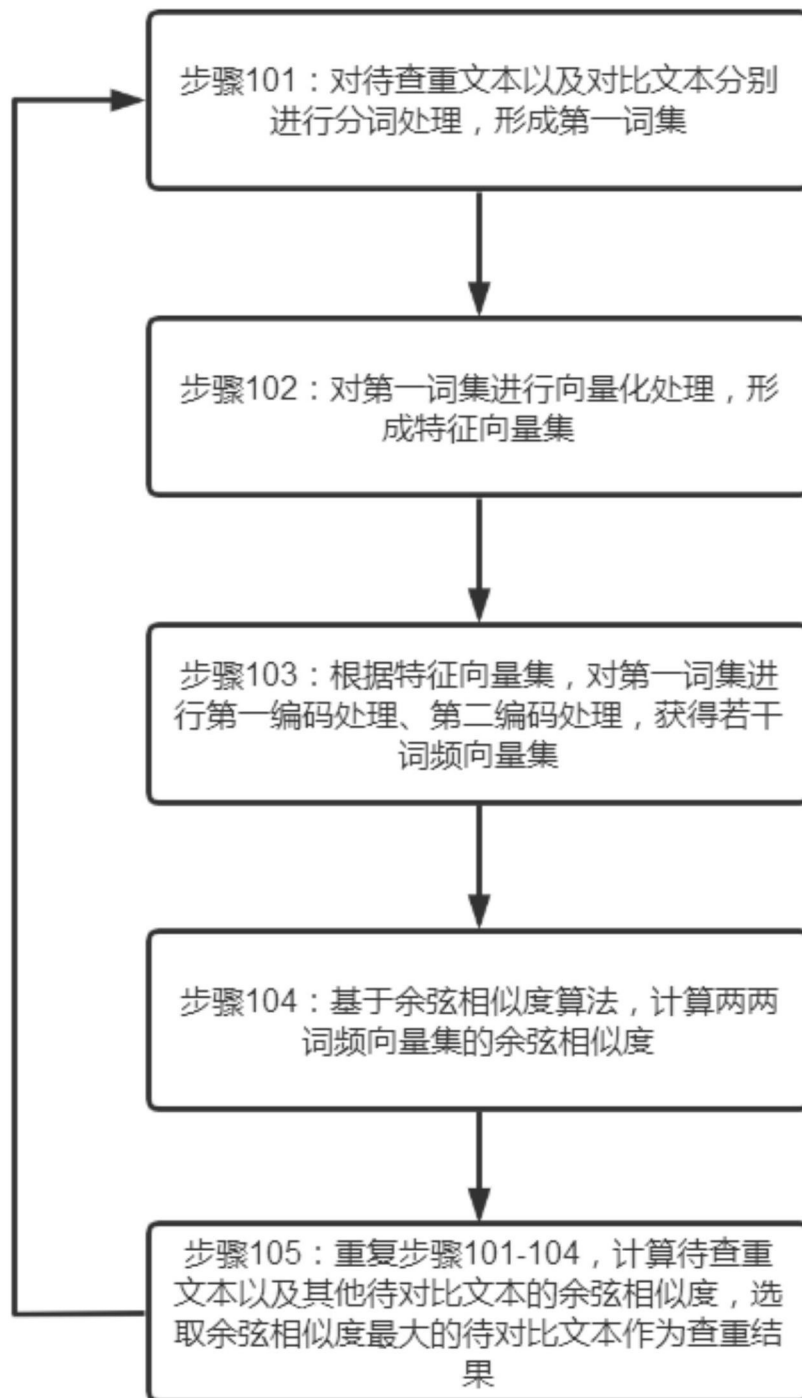 步骤101：对待查重文本以及对比文本分别
进行分词处理，形成第一词集
步骤102：对第一词集进行向量化处理，形
成特征向量集
步骤103：根据特征向量集，对第一词集进
行第一编码处理、第二编码处理，获得若干
词频向量集
步骤104：基于余弦相似度算法，计算两两
词频向量集的余弦相似度
步骤105：重复步骤101-104，计算待查重
文本以及其他待对比文本的余弦相似度，选
取余弦相似度最大的待对比文本作为查重结
果